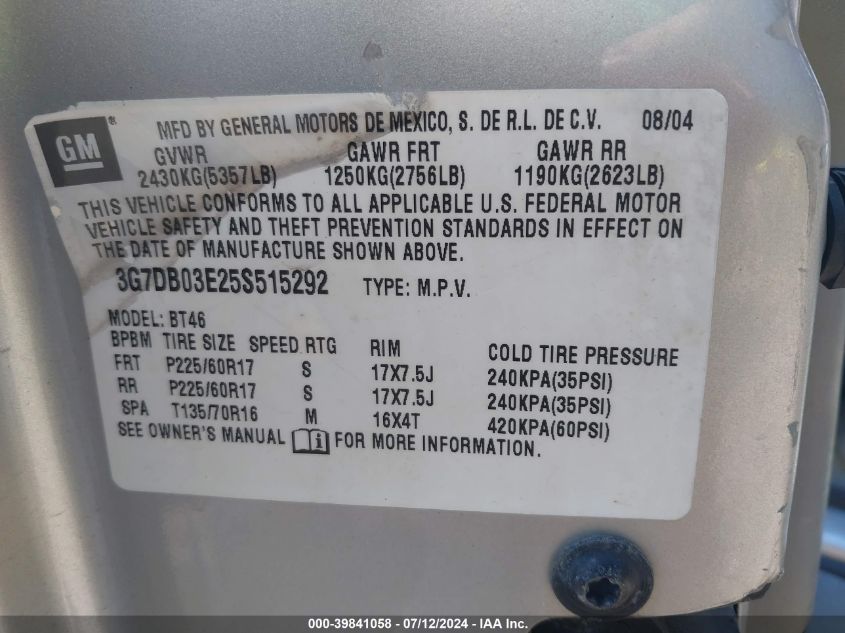 GM ® MFD BY GENERAL MOTORS DE MEXICO, S. DE R.L. DE C.V. 08/04
GVWR GAWR FRT GAWR RR
2430KG(5357LB) 1250KG(2756LB) 1190KG(2623LB)
THIS VEHICLE CONFORMS TO ALL APPLICABLE U.S. FEDERAL MOTOR
VEHICLE SAFETY AND THEFT PREVENTION STANDARDS IN EFFECT ON
THE DATE OF MANUFACTURE SHOWN ABOVE.
3G7DB03E25S515292 TYPE: M.P.V.
MODEL: BT46
BPBM TIRE SIZE SPEED RTG RIM COLD TIRE PRESSURE
FRT P225/60R17 S 17X7.5J 240KPA(35PSI)
RR P225/60R17 S 17X7.5J 240KPA(35PSI)
SPA T135/70R16 M 16X4T 420KPA(60PSI)
SEE OWNER'S MANUAL i FOR MORE INFORMATION.
000-39841058 - 07/12/2024 - IAA Inc.